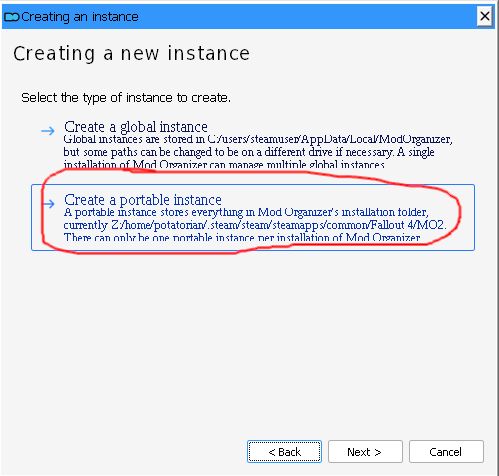 Creating an instance
Creating a new instance
Select the type of instance to create.
Create a global instance
Global instances are stored in C:/users/steamuser/AppData/Local/ModOrganizer,
but some paths can be changed to be on a different drive if necessary. A single
installation of Mod Organizer can manage multiple global instances.
Create a portable instance
A portable instance stores everything in Mod Organizer's installation folder,
currently Z:/home/potatorian/.steam/steam/steamapps/common/Fallout 4/MO2.
There can only be one portable instance per installation of Mod Organizer.
< Back Next > Cancel